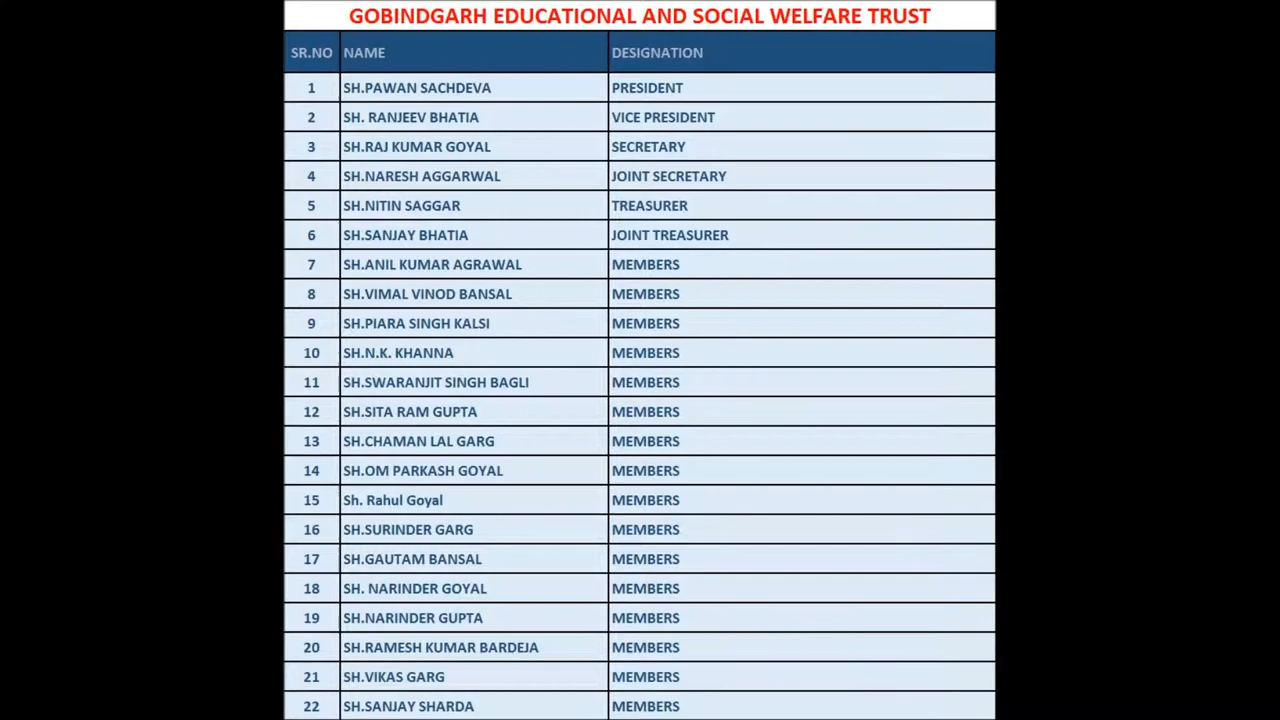 GOBINDGARH EDUCATIONAL AND SOCIAL WELFARE TRUST
SR.NO NAME DESIGNATION
1 SH.PAWAN SACHDEVA PRESIDENT
2 SH. RANJEEV BHATIA VICE PRESIDENT
3 SH.RAJ KUMAR GOYAL SECRETARY
4 SH.NARESH AGGARWAL JOINT SECRETARY
5 SH.NITIN SAGGAR TREASURER
6 SH.SANJAY BHATIA JOINT TREASURER
7 SH.ANIL KUMAR AGRAWAL MEMBERS
8 SH.VIMAL VINOD BANSAL MEMBERS
9 SH.PIARA SINGH KALSI MEMBERS
10 SH.N.K. KHANNA MEMBERS
11 SH.SWARANJIT SINGH BAGLI MEMBERS
12 SH.SITA RAM GUPTA MEMBERS
13 SH.CHAMAN LAL GARG MEMBERS
14 SH.OM PARKASH GOYAL MEMBERS
15 Sh. Rahul Goyal MEMBERS
16 SH.SURINDER GARG MEMBERS
17 SH.GAUTAM BANSAL MEMBERS
18 SH. NARINDER GOYAL MEMBERS
19 SH.NARINDER GUPTA MEMBERS
20 SH.RAMESH KUMAR BARDEJA MEMBERS
21 SH.VIKAS GARG MEMBERS
22 SH.SANJAY SHARDA MEMBERS